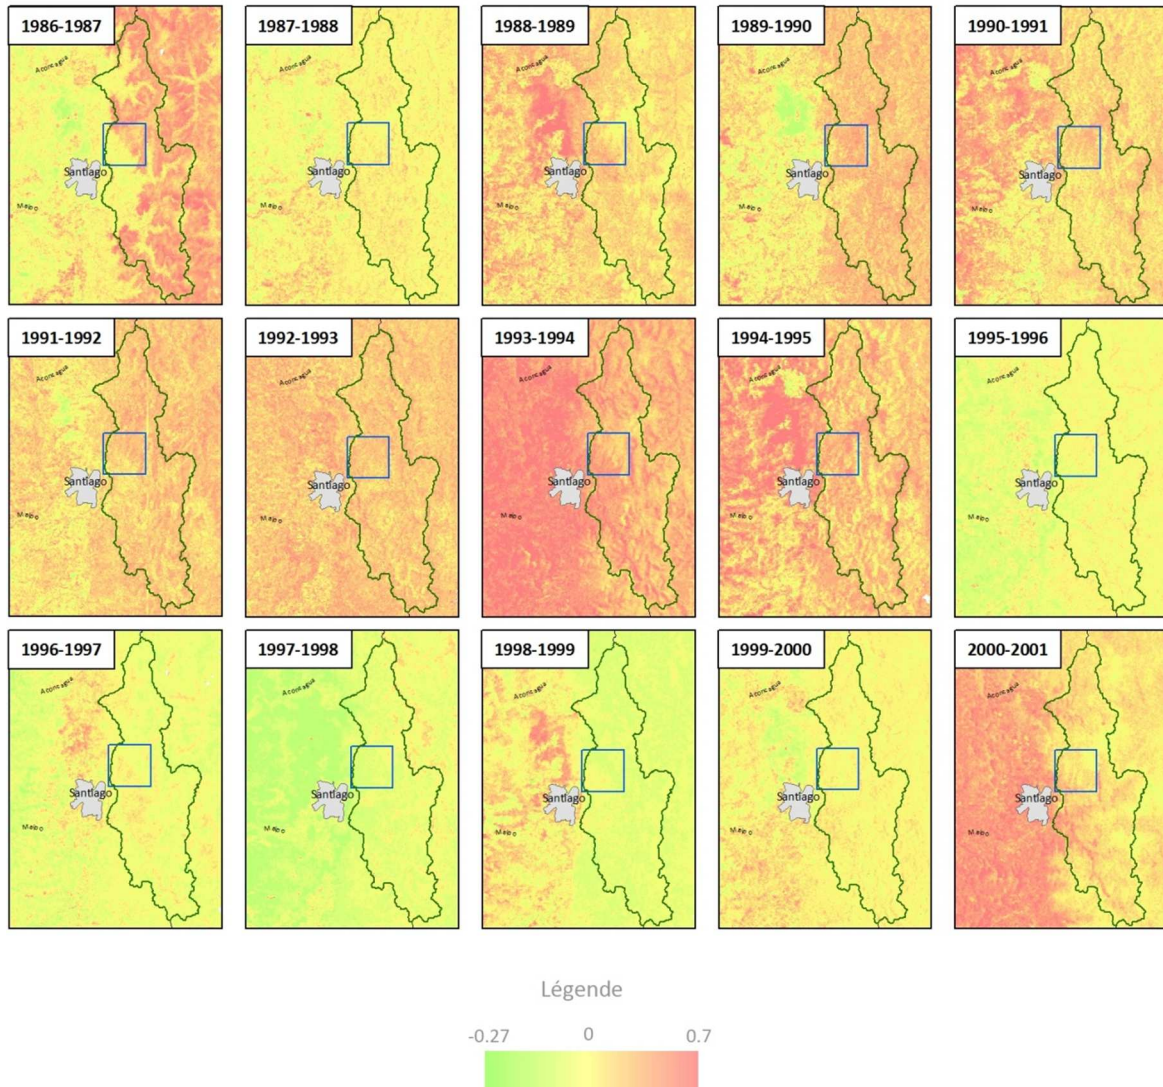 1986-1987
Aconcagua
Santiago
Maipo
1987-1988
Aconcagua
Santiago
Maipo
1988-1989
Aconcagua
Santiago
Maipo
1989-1990
Aconcagua
Santiago
Maipo
1990-1991
Aconcagua
Santiago
Maipo
1991-1992
Aconcagua
Santiago
Maipo
1992-1993
Aconcagua
Santiago
Maipo
1993-1994
Aconcagua
Santiago
Maipo
1994-1995
Aconcagua
Santiago
Maipo
1995-1996
Aconcagua
Santiago
Maipo
1996-1997
Aconcagua
Santiago
Maipo
1997-1998
Aconcagua
Santiago
Maipo
1998-1999
Aconcagua
Santiago
Maipo
1999-2000
Aconcagua
Santiago
Maipo
2000-2001
Aconcagua
Santiago
Maipo
Légende
-0.27 0 0.7